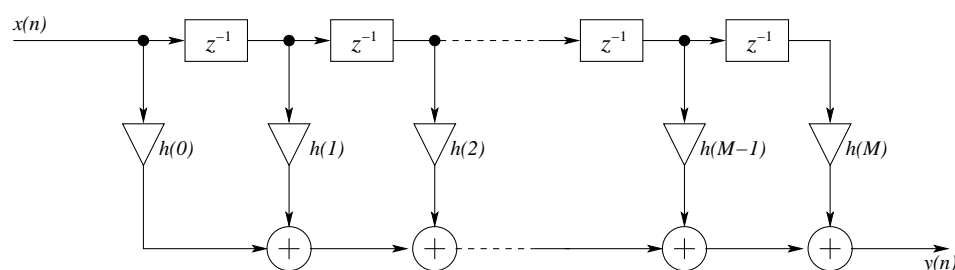 x(n)
z⁻¹ z⁻¹ z⁻¹ z⁻¹
h(0) h(1) h(2) h(M−1) h(M)
+ + + +
y(n)